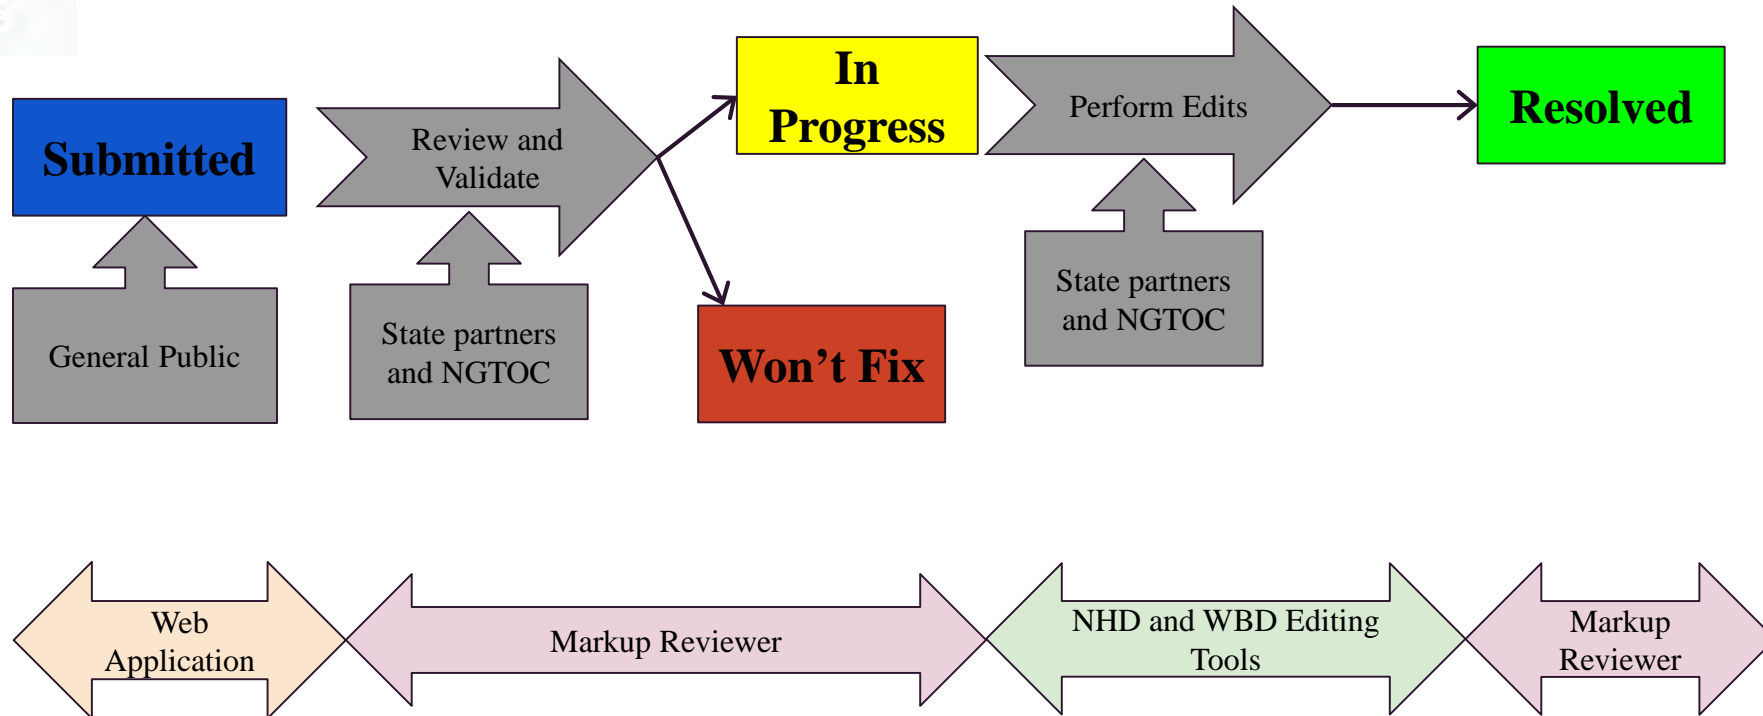 Submitted
General Public
Review and
Validate
State partners
and NGTOC
In
Progress
Won’t Fix
Perform Edits
State partners
and NGTOC
Resolved
Web
Application
Markup Reviewer
NHD and WBD Editing
Tools
Markup
Reviewer